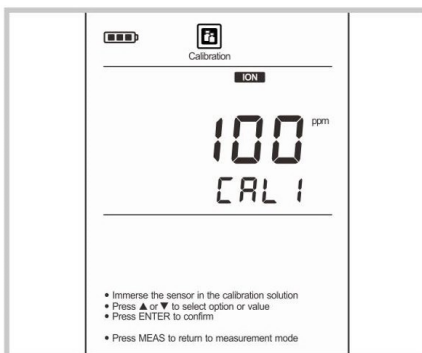 Calibration
ION
100 ppm
CAL 1
• Immerse the sensor in the calibration solution
• Press ▲ or ▼ to select option or value
• Press ENTER to confirm
• Press MEAS to return to measurement mode